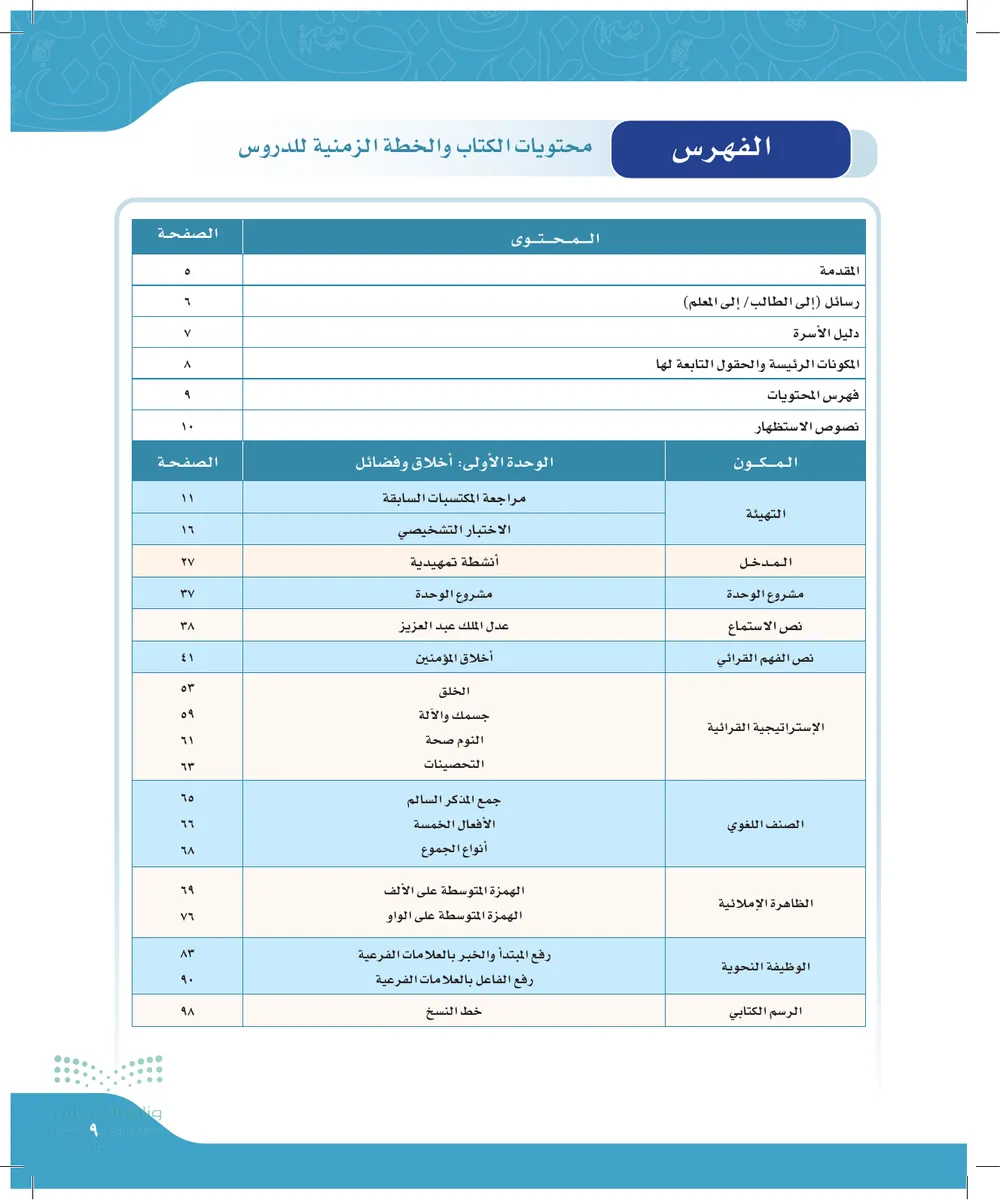 الفهرس
محتويات الكتاب والخطة الزمنية للدروس
الـمـحـتـوى الصفحة
المقدمة ٥
رسائل (إلى الطالب/ إلى المعلم) ٦
دليل الأسرة ٧
المكونات الرئيسة والحقول التابعة لها ٨
فهرس المحتويات ٩
نصوص الاستظهار ١٠
المـكـون الوحدة الأولى: أخلاق وفضائل الصفحة
التهيئة مراجعة المكتسبات السابقة ١١
الاختبار التشخيصي ١٦
المـدخـل أنشطة تمهيدية ٢٧
مشروع الوحدة مشروع الوحدة ٣٧
نص الاستماع عدل الملك عبد العزيز ٣٨
نص الفهم القرائي أخلاق المؤمنين ٤١
الإستراتيجية القرائية الخلق ٥٣
جسمك والآلة ٥٩
النوم صحة ٦١
التحصينات ٦٣
الصنف اللغوي جمع المذكر السالم ٦٥
الأفعال الخمسة ٦٦
أنواع الجموع ٦٨
الظاهرة الإملائية الهمزة المتوسطة على الألف ٦٩
الهمزة المتوسطة على الواو ٧٦
الوظيفة النحوية رفع المبتدأ والخبر بالعلامات الفرعية ٨٣
رفع الفاعل بالعلامات الفرعية ٩٠
الرسم الكتابي خط النسخ ٩٨
٩